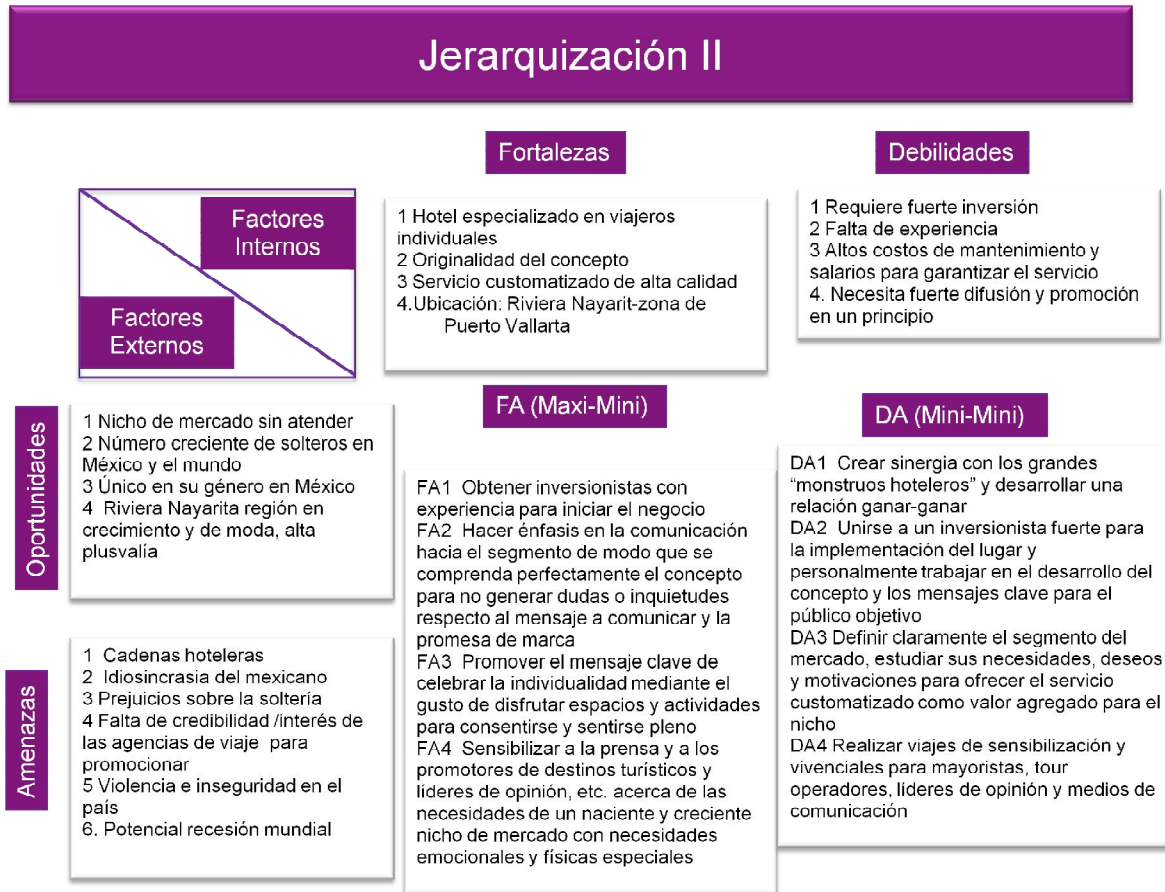 Jerarquización II
Fortalezas
Debilidades
Factores
Internos
Factores
Externos
1 Hotel especializado en viajeros
individuales
2 Originalidad del concepto
3 Servicio customatizado de alta calidad
4.Ubicación: Riviera Nayarit-zona de
Puerto Vallarta
1 Requiere fuerte inversión
2 Falta de experiencia
3 Altos costos de mantenimiento y
salarios para garantizar el servicio
4. Necesita fuerte difusión y promoción
en un principio
Oportunidades
1 Nicho de mercado sin atender
2 Número creciente de solteros en
México y el mundo
3 Único en su género en México
4 Riviera Nayarita región en
crecimiento y de moda, alta
plusvalía
FA (Maxi-Mini)
FA1 Obtener inversionistas con
experiencia para iniciar el negocio
FA2 Hacer énfasis en la comunicación
hacia el segmento de modo que se
comprenda perfectamente el concepto
para no generar dudas o inquietudes
respecto al mensaje a comunicar y la
promesa de marca
FA3 Promover el mensaje clave de
celebrar la individualidad mediante el
gusto de disfrutar espacios y actividades
para consentirse y sentirse pleno
FA4 Sensibilizar a la prensa y a los
promotores de destinos turísticos y
líderes de opinión, etc. acerca de las
necesidades de un naciente y creciente
nicho de mercado con necesidades
emocionales y físicas especiales
DA (Mini-Mini)
DA1 Crear sinergia con los grandes
“monstruos hoteleros” y desarrollar una
relación ganar-ganar
DA2 Unirse a un inversionista fuerte para
la implementación del lugar y
personalmente trabajar en el desarrollo del
concepto y los mensajes clave para el
público objetivo
DA3 Definir claramente el segmento del
mercado, estudiar sus necesidades, deseos
y motivaciones para ofrecer el servicio
customatizado como valor agregado para el
nicho
DA4 Realizar viajes de sensibilización y
vivenciales para mayoristas, tour
operadores, líderes de opinión y medios de
comunicación
Amenazas
1 Cadenas hoteleras
2 Idiosincrasia del mexicano
3 Prejuicios sobre la soltería
4 Falta de credibilidad /interés de
las agencias de viaje para
promocionar
5 Violencia e inseguridad en el
país
6. Potencial recesión mundial